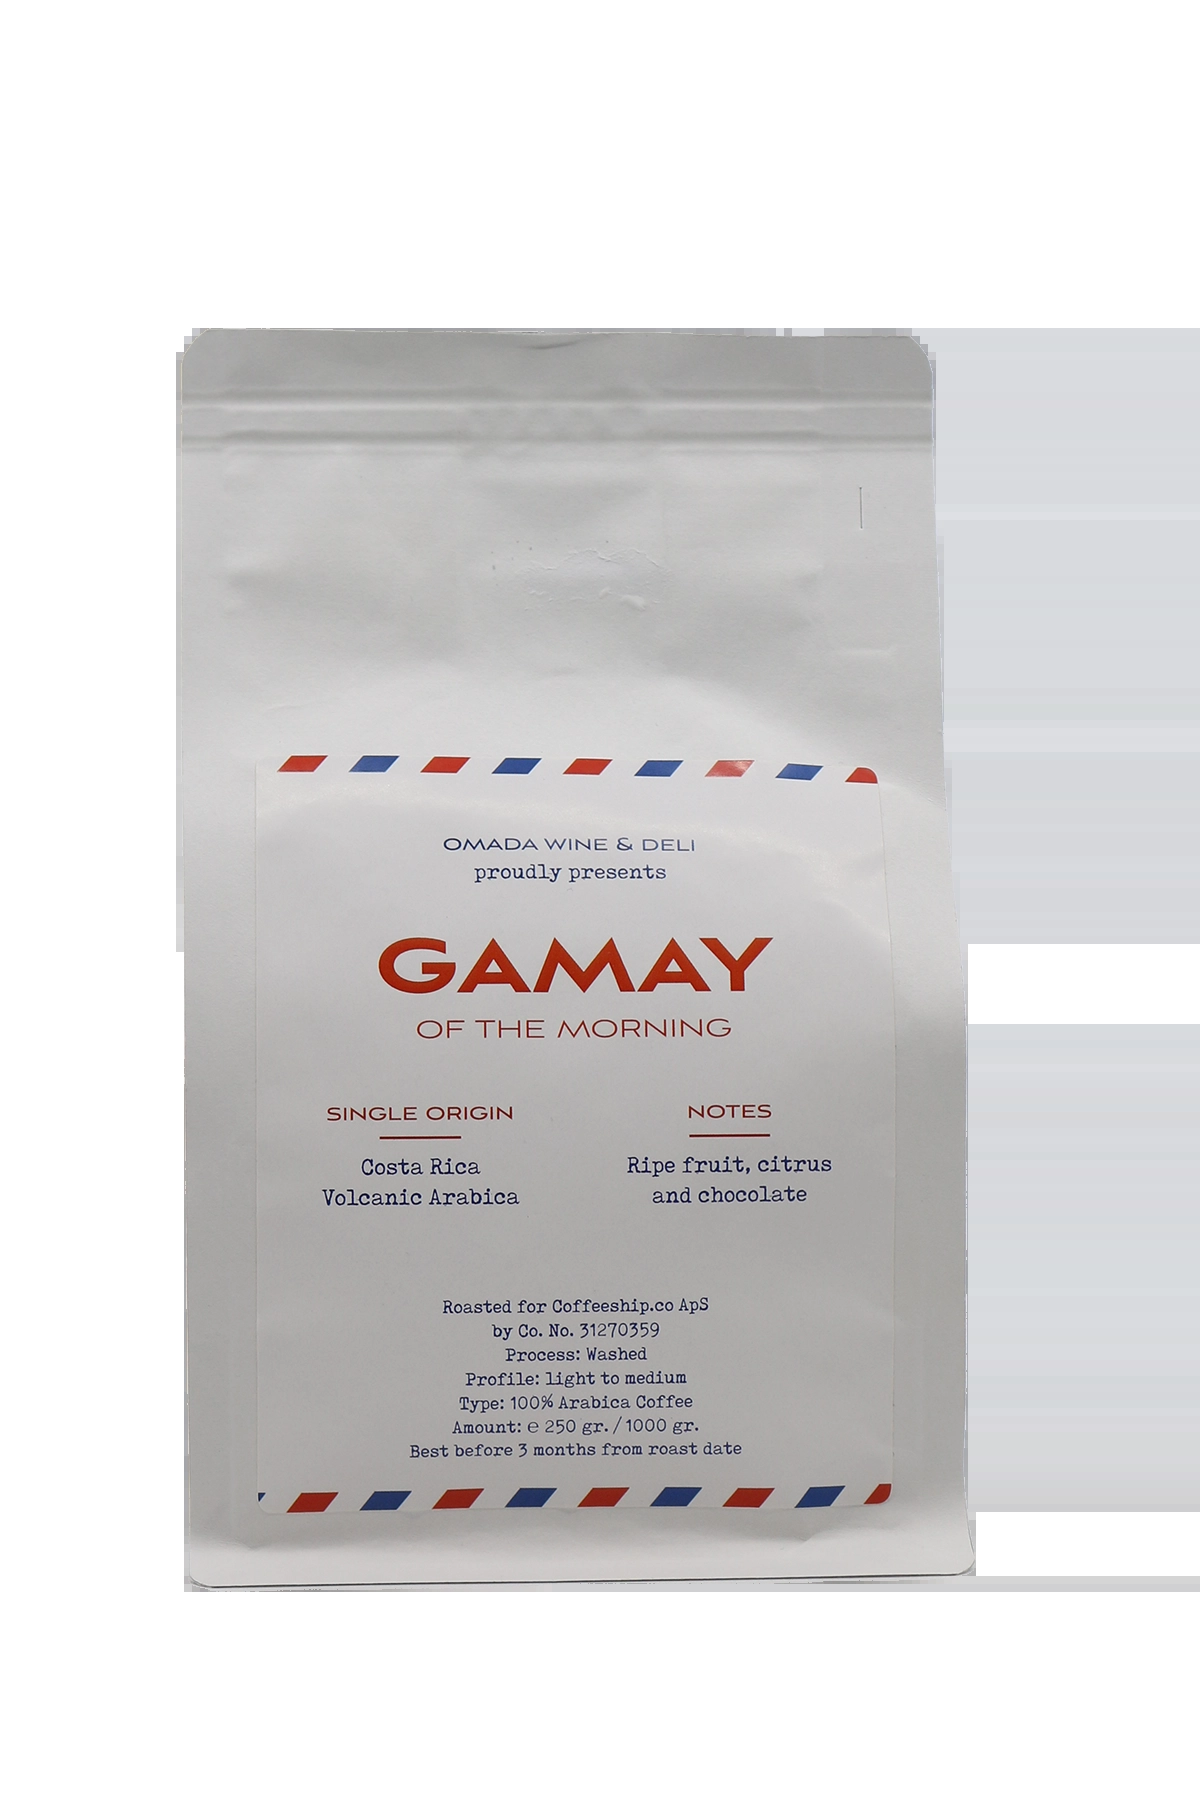 OMADA WINE & DELI
proudly presents
GAMAY
OF THE MORNING
SINGLE ORIGIN
Costa Rica
Volcanic Arabica
NOTES
Ripe fruit, citrus
and chocolate
Roasted for Coffeeship.co ApS
by Co. No. 31270359
Process: Washed
Profile: light to medium
Type: 100% Arabica Coffee
Amount: ℮ 250 gr. / 1000 gr.
Best before 3 months from roast date